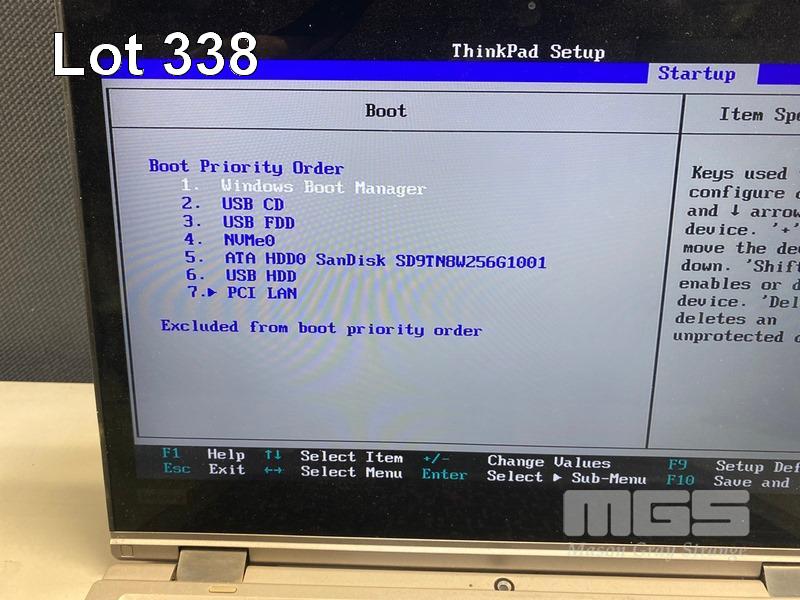 Lot 338
ThinkPad Setup
Startup
Boot
Item Spe
Boot Priority Order
1. Windows Boot Manager
2. USB CD
3. USB FDD
4. NVMe0
5. ATA HDD0 SanDisk SD9TN8W256G1001
6. USB HDD
7.▶ PCI LAN
Excluded from boot priority order
Keys used
configure
and ↓ arrow
device. '+'
move the de
down. 'Shif
enables or d
device. 'Del
deletes an
unprotected
F1 Help ↑↓ Select Item +/- Change Values F9 Setup Def
Esc Exit ←→ Select Menu Enter Select ▶ Sub-Menu F10 Save and
MGS
Mason Gray Strange